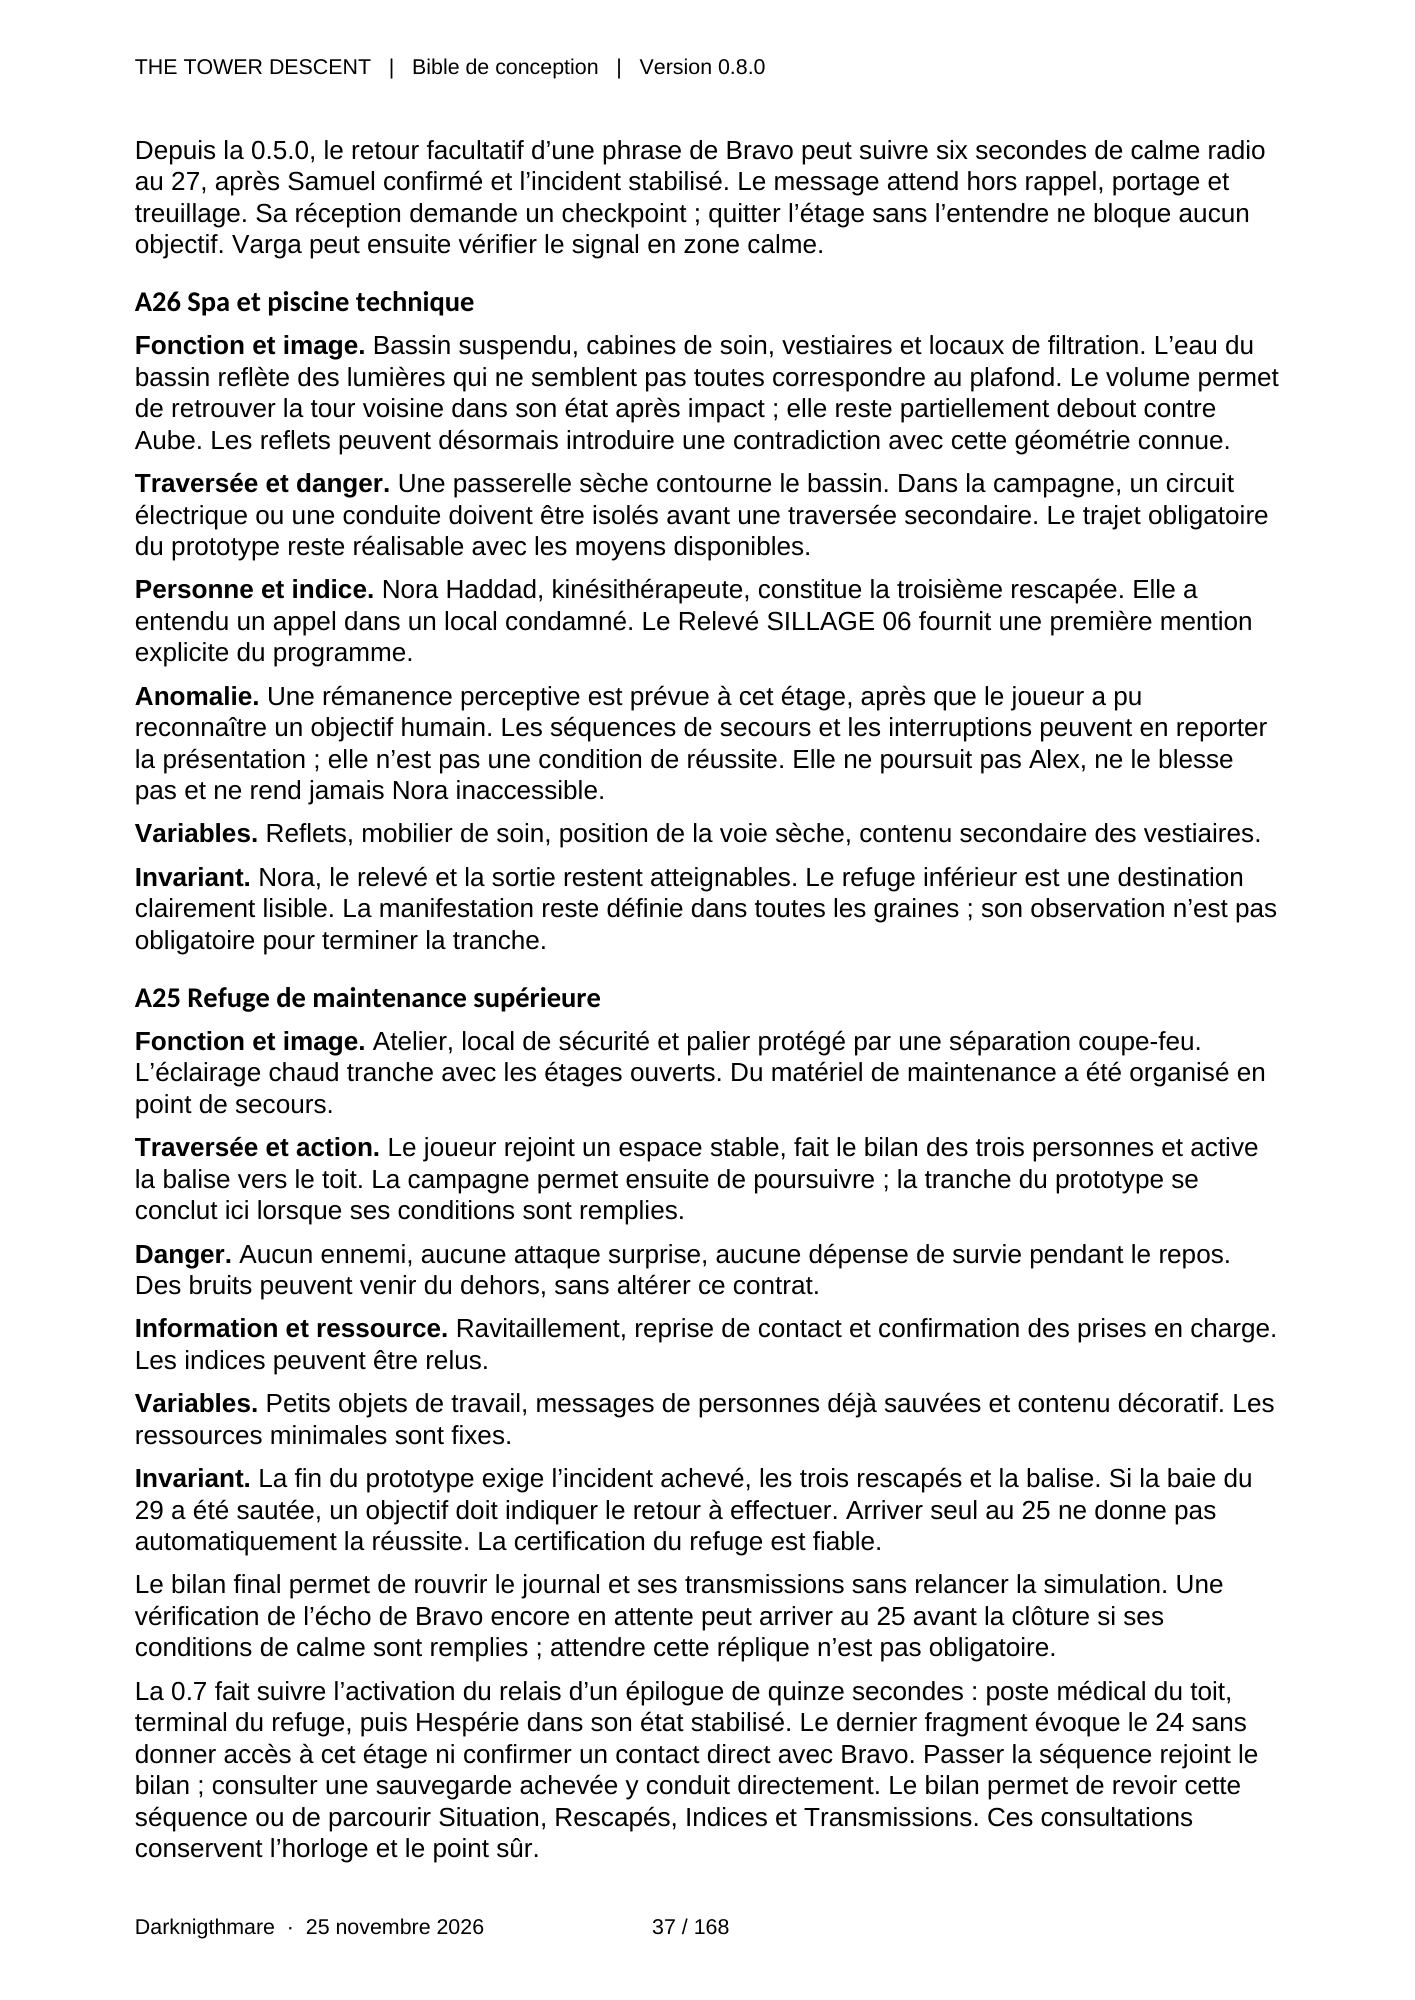 THE TOWER DESCENT | Bible de conception | Version 0.8.0
Depuis la 0.5.0, le retour facultatif d’une phrase de Bravo peut suivre six secondes de calme radio
au 27, après Samuel confirmé et l’incident stabilisé. Le message attend hors rappel, portage et
treuillage. Sa réception demande un checkpoint ; quitter l’étage sans l’entendre ne bloque aucun
objectif. Varga peut ensuite vérifier le signal en zone calme.
A26 Spa et piscine technique
Fonction et image. Bassin suspendu, cabines de soin, vestiaires et locaux de filtration. L’eau du
bassin reflète des lumières qui ne semblent pas toutes correspondre au plafond. Le volume permet
de retrouver la tour voisine dans son état après impact ; elle reste partiellement debout contre
Aube. Les reflets peuvent désormais introduire une contradiction avec cette géométrie connue.
Traversée et danger. Une passerelle sèche contourne le bassin. Dans la campagne, un circuit
électrique ou une conduite doivent être isolés avant une traversée secondaire. Le trajet obligatoire
du prototype reste réalisable avec les moyens disponibles.
Personne et indice. Nora Haddad, kinésithérapeute, constitue la troisième rescapée. Elle a
entendu un appel dans un local condamné. Le Relevé SILLAGE 06 fournit une première mention
explicite du programme.
Anomalie. Une rémanence perceptive est prévue à cet étage, après que le joueur a pu
reconnaître un objectif humain. Les séquences de secours et les interruptions peuvent en reporter
la présentation ; elle n’est pas une condition de réussite. Elle ne poursuit pas Alex, ne le blesse
pas et ne rend jamais Nora inaccessible.
Variables. Reflets, mobilier de soin, position de la voie sèche, contenu secondaire des vestiaires.
Invariant. Nora, le relevé et la sortie restent atteignables. Le refuge inférieur est une destination
clairement lisible. La manifestation reste définie dans toutes les graines ; son observation n’est pas
obligatoire pour terminer la tranche.
A25 Refuge de maintenance supérieure
Fonction et image. Atelier, local de sécurité et palier protégé par une séparation coupe-feu.
L’éclairage chaud tranche avec les étages ouverts. Du matériel de maintenance a été organisé en
point de secours.
Traversée et action. Le joueur rejoint un espace stable, fait le bilan des trois personnes et active
la balise vers le toit. La campagne permet ensuite de poursuivre ; la tranche du prototype se
conclut ici lorsque ses conditions sont remplies.
Danger. Aucun ennemi, aucune attaque surprise, aucune dépense de survie pendant le repos.
Des bruits peuvent venir du dehors, sans altérer ce contrat.
Information et ressource. Ravitaillement, reprise de contact et confirmation des prises en charge.
Les indices peuvent être relus.
Variables. Petits objets de travail, messages de personnes déjà sauvées et contenu décoratif. Les
ressources minimales sont fixes.
Invariant. La fin du prototype exige l’incident achevé, les trois rescapés et la balise. Si la baie du
29 a été sautée, un objectif doit indiquer le retour à effectuer. Arriver seul au 25 ne donne pas
automatiquement la réussite. La certification du refuge est fiable.
Le bilan final permet de rouvrir le journal et ses transmissions sans relancer la simulation. Une
vérification de l’écho de Bravo encore en attente peut arriver au 25 avant la clôture si ses
conditions de calme sont remplies ; attendre cette réplique n’est pas obligatoire.
La 0.7 fait suivre l’activation du relais d’un épilogue de quinze secondes : poste médical du toit,
terminal du refuge, puis Hespérie dans son état stabilisé. Le dernier fragment évoque le 24 sans
donner accès à cet étage ni confirmer un contact direct avec Bravo. Passer la séquence rejoint le
bilan ; consulter une sauvegarde achevée y conduit directement. Le bilan permet de revoir cette
séquence ou de parcourir Situation, Rescapés, Indices et Transmissions. Ces consultations
conservent l’horloge et le point sûr.
Darknigthmare · 25 novembre 2026 37 / 168